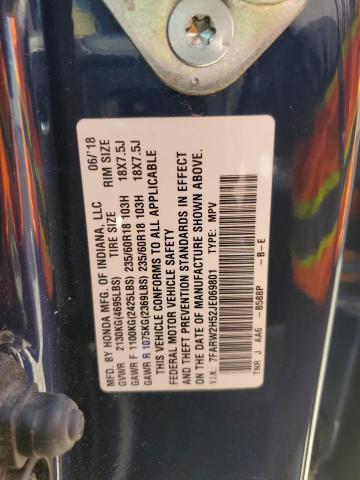 MFD. BY HONDA MFG. OF INDIANA, LLC 06/'18
TIRE SIZE RIM SIZE
GVWR 2130KG(4695LBS)
GAWR F 1100KG(2425LBS) 235/60R18 103H 18X7.5J
GAWR R 1075KG(2369LBS) 235/60R18 103H 18X7.5J
THIS VEHICLE CONFORMS TO ALL APPLICABLE
FEDERAL MOTOR VEHICLE SAFETY
AND THEFT PREVENTION STANDARDS IN EFFECT
ON THE DATE OF MANUFACTURE SHOWN ABOVE.
V.I.N.: 7FARW2H52JE069801 TYPE: MPV
TNR J AA6 -B588P -B-E